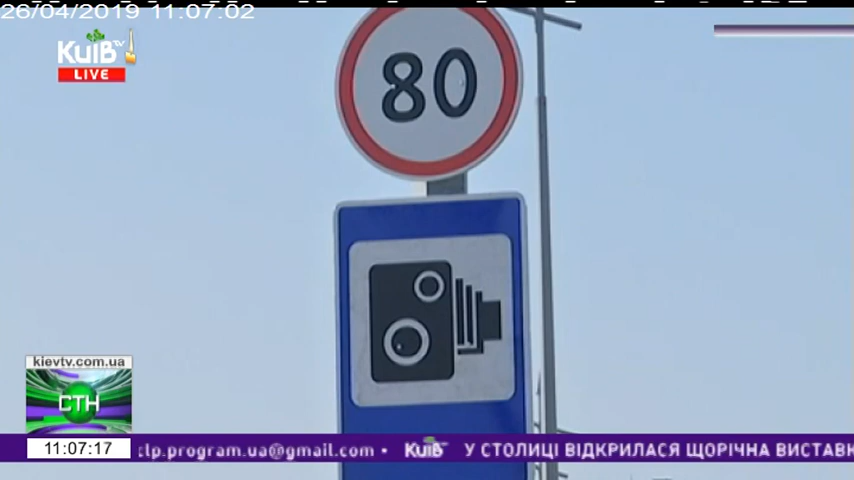 26/04/2019 11:07:02
КиЇВ TV
LIVE
80
kievtv.com.ua
СТН
11:07:17
clp.program.ua@gmail.com • КиЇВ У СТОЛИЦІ ВІДКРИЛАСЯ ЩОРІЧНА ВИСТАВК